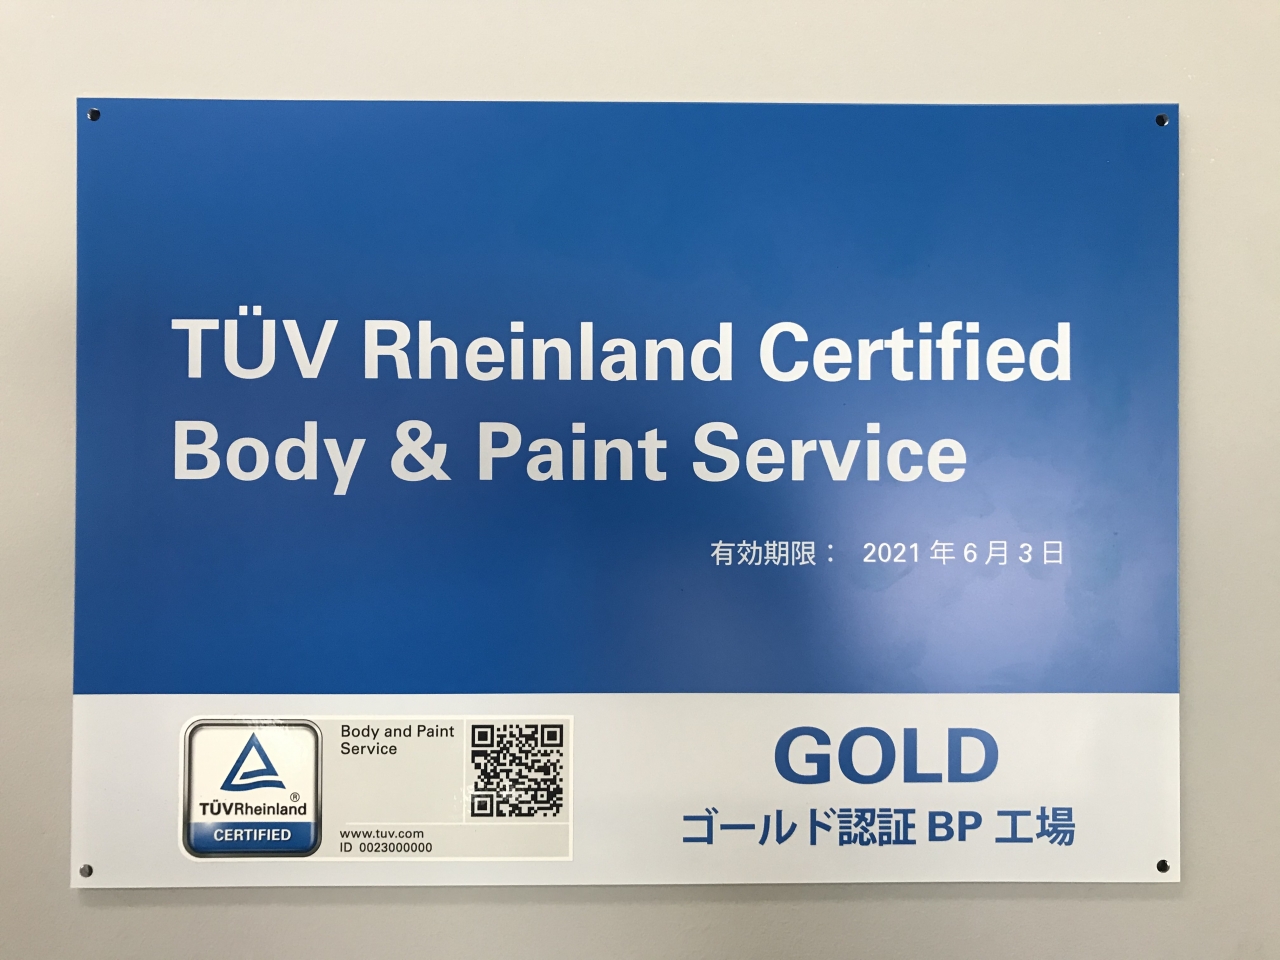 TÜV Rheinland Certified
Body & Paint Service
有効期限： 2021 年 6 月 3 日
TÜVRheinland®
CERTIFIED
Body and Paint
Service
www.tuv.com
ID 0023000000
GOLD
ゴールド認証 BP 工場